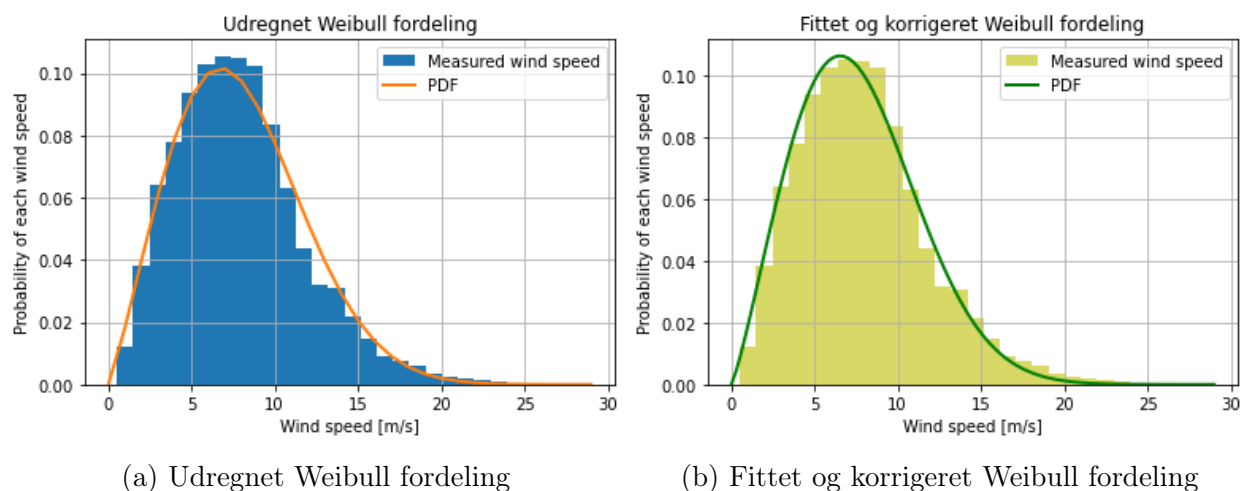 Udregnet Weibull fordeling
Measured wind speed
PDF
Probability of each wind speed
0.10
0.08
0.06
0.04
0.02
0.00
0 5 10 15 20 25 30
Wind speed [m/s]
(a) Udregnet Weibull fordeling
Fittet og korrigeret Weibull fordeling
Measured wind speed
PDF
Probability of each wind speed
0.10
0.08
0.06
0.04
0.02
0.00
0 5 10 15 20 25 30
Wind speed [m/s]
(b) Fittet og korrigeret Weibull fordeling